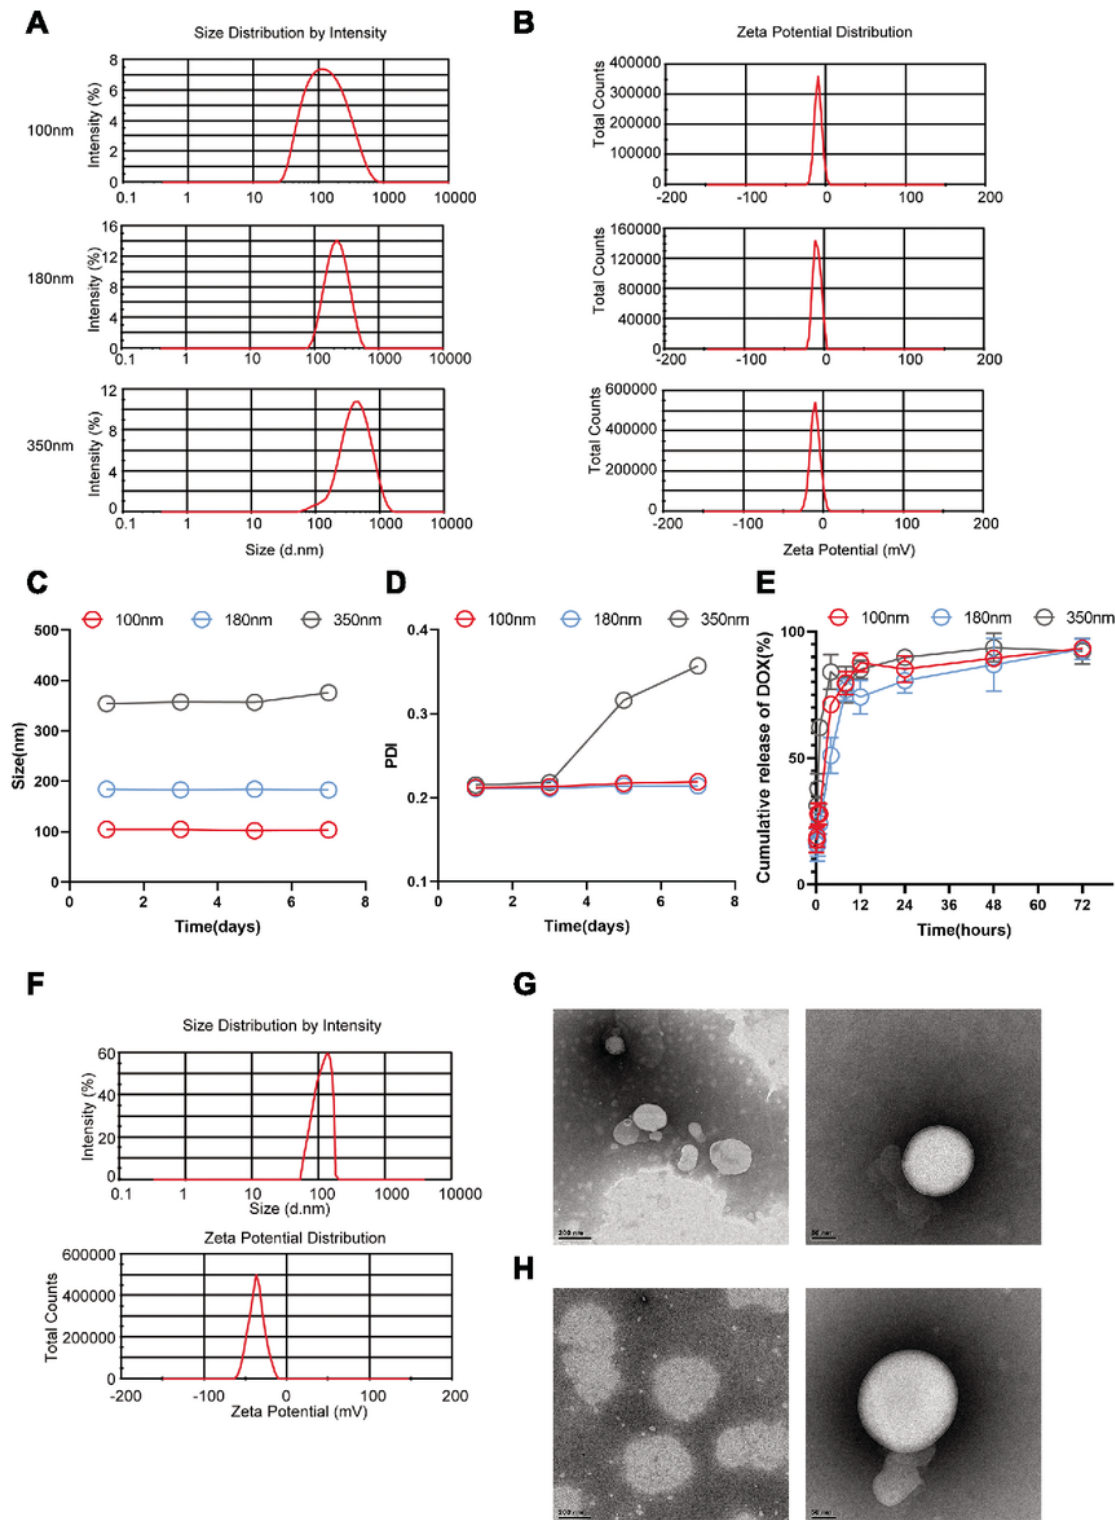 A
Size Distribution by Intensity
100nm
Intensity (%)
8
6
4
2
0
0.1 1 10 100 1000 10000
180nm
Intensity (%)
16
12
8
4
0
0.1 1 10 100 1000 10000
350nm
Intensity (%)
12
8
4
0
0.1 1 10 100 1000 10000
Size (d.nm)
B
Zeta Potential Distribution
Total Counts
400000
300000
200000
100000
0
-200 -100 0 100 200
Total Counts
160000
120000
80000
40000
0
-200 -100 0 100 200
Total Counts
600000
400000
200000
0
-200 -100 0 100 200
Zeta Potential (mV)
C
100nm 180nm 350nm
Size(nm)
500
400
300
200
100
0
0 2 4 6 8
Time(days)
D
100nm 180nm 350nm
PDI
0.4
0.3
0.2
0.1
0 2 4 6 8
Time(days)
E
100nm 180nm 350nm
Cumulative release of DOX(%)
100
50
0
0 12 24 36 48 60 72
Time(hours)
F
Size Distribution by Intensity
Intensity (%)
60
40
20
0
0.1 1 10 100 1000 10000
Size (d.nm)
Zeta Potential Distribution
Total Counts
600000
400000
200000
0
-200 -100 0 100 200
Zeta Potential (mV)
G
200 nm
50 nm
H
200 nm
50 nm